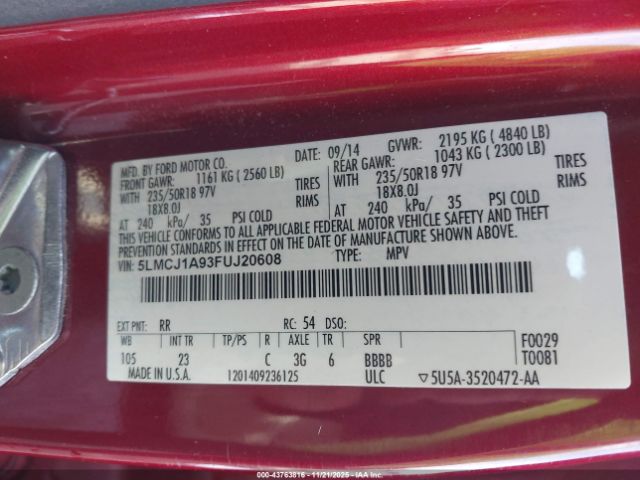 MFD. BY FORD MOTOR CO. DATE: 09/14 GVWR: 2195 KG ( 4840 LB)
FRONT GAWR: 1161 KG ( 2560 LB) REAR GAWR: 1043 KG ( 2300 LB)
WITH 235/50R18 97V TIRES WITH 235/50R18 97V TIRES
18X8.0J RIMS 18X8.0J RIMS
AT 240 kPa/ 35 PSI COLD AT 240 kPa/ 35 PSI COLD
THIS VEHICLE CONFORMS TO ALL APPLICABLE FEDERAL MOTOR VEHICLE SAFETY AND THEFT
PREVENTION STANDARDS IN EFFECT ON THE DATE OF MANUFACTURE SHOWN ABOVE.
VIN: 5LMCJ1A93FUJ20608 TYPE: MPV
EXT PNT: RR RC: 54 DSO: F0029
WB INT TR TP/PS R AXLE TR SPR T0081
105 23 C 3G 6 BBBB
MADE IN U.S.A. 1201409236125 ULC ▽5U5A-3520472-AA
000-43763816 - 11/21/2025 - IAA